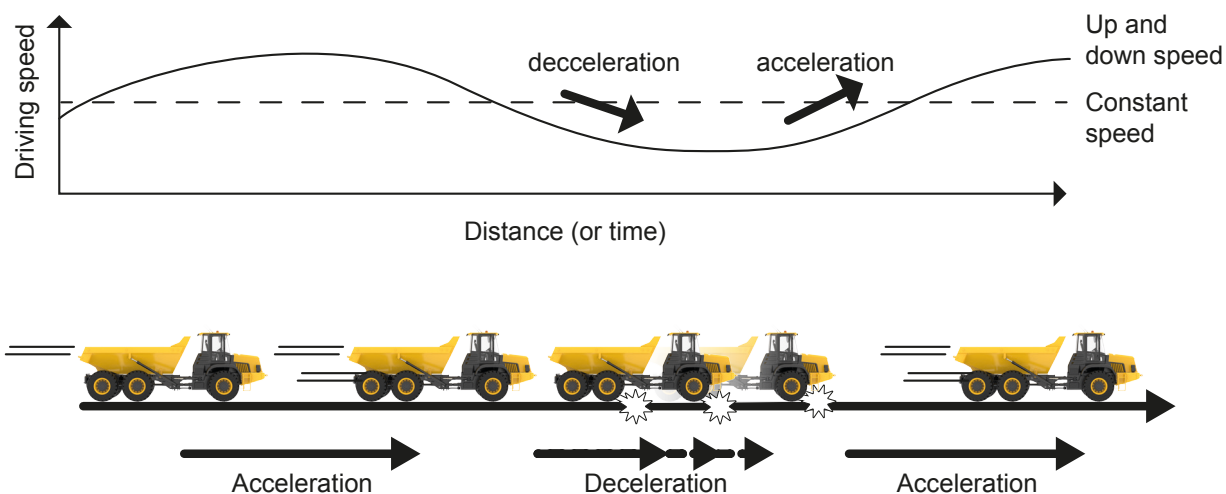 Driving speed
decceleration
acceleration
Up and
down speed
Constant
speed
Distance (or time)
Acceleration
Deceleration
Acceleration